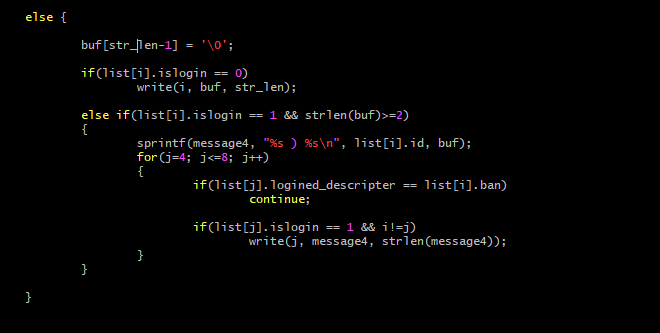 else {
buf[str_len-1] = '\0';
if(list[i].islogin == 0)
write(i, buf, str_len);
else if(list[i].islogin == 1 && strlen(buf)>=2)
{
sprintf(message4, "%s ) %s\n", list[i].id, buf);
for(j=4; j<=8; j++)
{
if(list[j].logined_descripter == list[i].ban)
continue;
if(list[j].islogin == 1 && i!=j)
write(j, message4, strlen(message4));
}
}
}